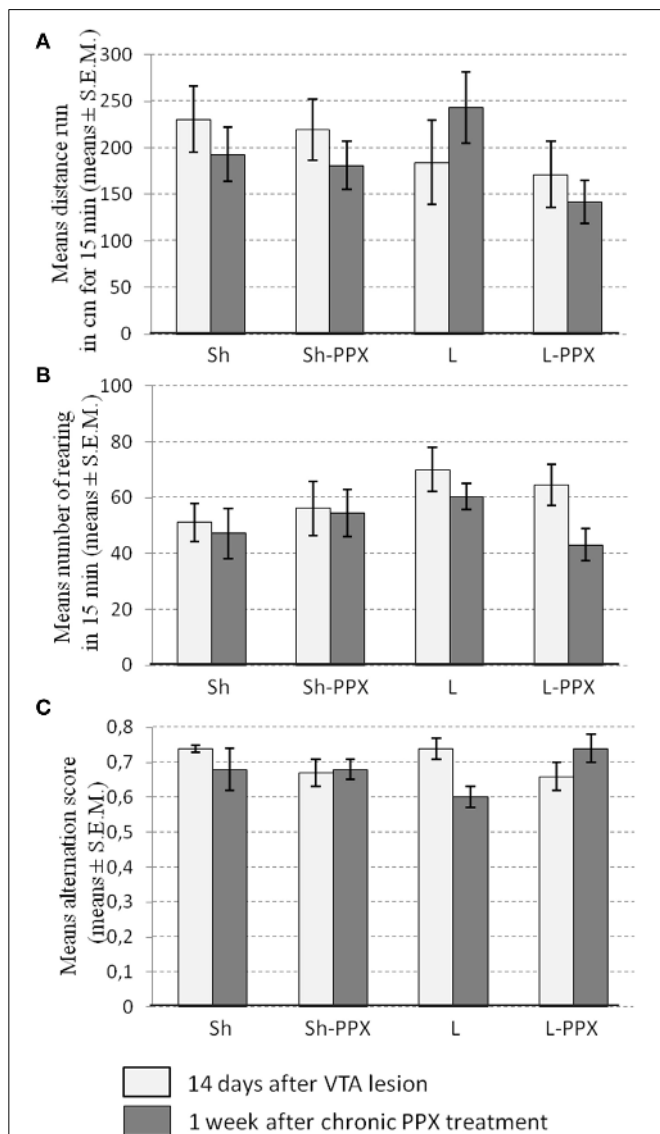 A
Means distance run
in cm for 15 min (means ± S.E.M.)
300
250
200
150
100
50
0
Sh Sh-PPX L L-PPX
B
Means number of rearing
in 15 min (means ± S.E.M.)
100
80
60
40
20
0
Sh Sh-PPX L L-PPX
C
Means alternation score
(means ± S.E.M.)
0,8
0,7
0,6
0,5
0,4
0,3
0,2
0,1
0
Sh Sh-PPX L L-PPX
14 days after VTA lesion
1 week after chronic PPX treatment